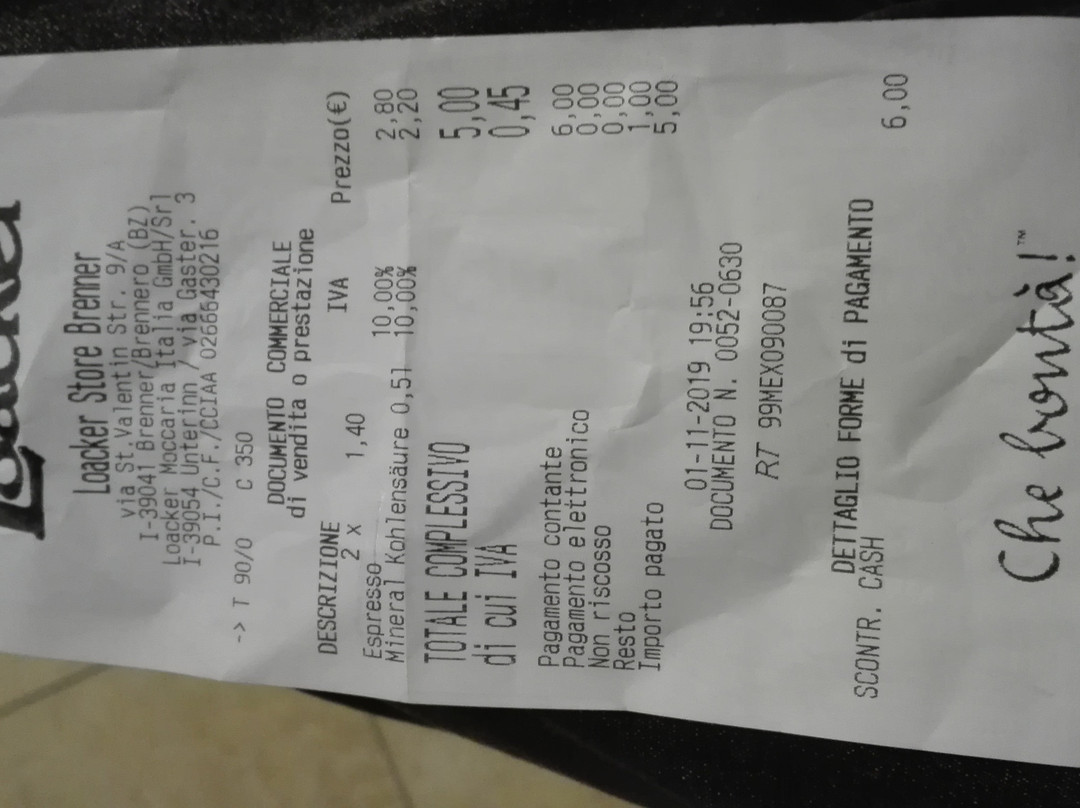 Loacker
Loacker Store Brenner
via St.Valentin Str. 9/A
I-39041 Brenner/Brennero (BZ)
Loacker Moccaria Italia GmbH/Srl
I-39054 Unterinn / via Gaster. 3
P.I./C.F./CCIAA 02666430216
-> T 90/0 C 350
DOCUMENTO COMMERCIALE
di vendita o prestazione
DESCRIZIONE IVA Prezzo(€)
2 x 1,40
Espresso 10,00% 2,80
Mineral Kohlensäure 0,5l 10,00% 2,20
TOTALE COMPLESSIVO 5,00
di cui IVA 0,45
Pagamento contante 6,00
Pagamento elettronico 0,00
Non riscosso 0,00
Resto 1,00
Importo pagato 5,00
01-11-2019 19:56
DOCUMENTO N. 0052-0630
RT 99MEX090087
DETTAGLIO FORME di PAGAMENTO
SCONTR. CASH 6,00
Che bontà!™